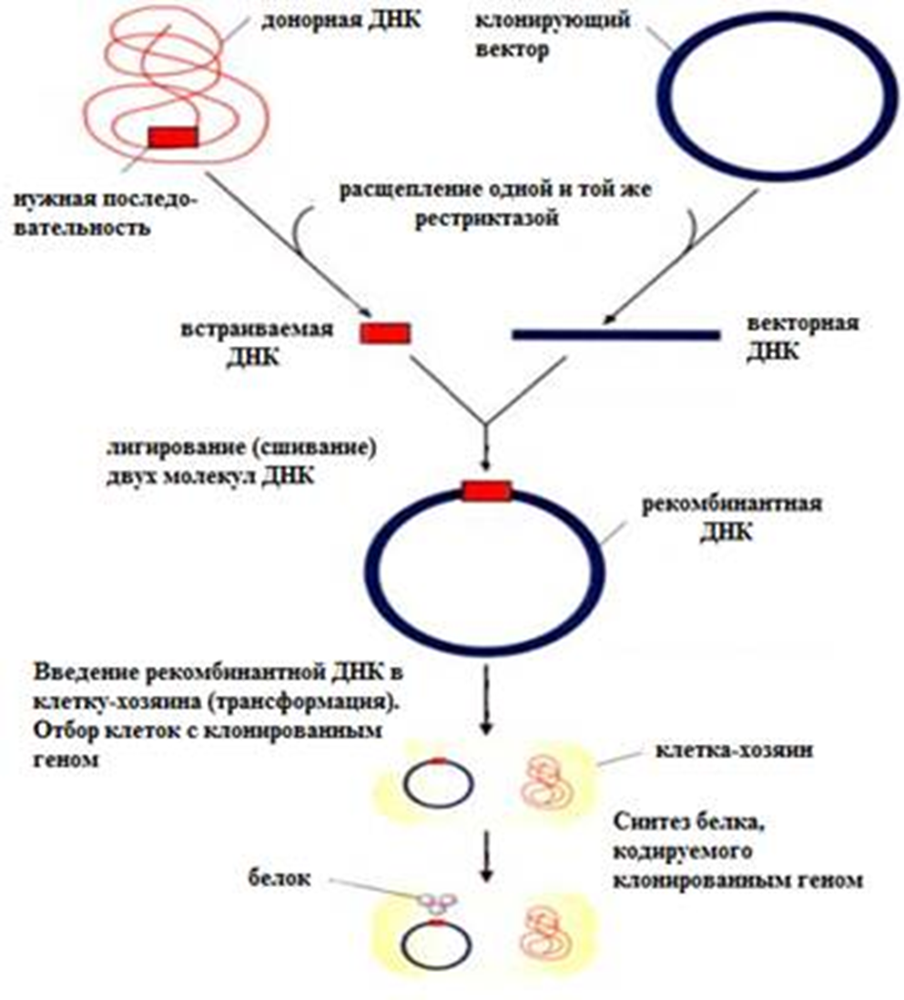 донорная ДНК
клонирующий
вектор
нужная последо-
вательность
расщепление одной и той же
рестриктазой
встраиваемая
ДНК
векторная
ДНК
лигирование (сшивание)
двух молекул ДНК
рекомбинантная
ДНК
Введение рекомбинантной ДНК в
клетку-хозяина (трансформация).
Отбор клеток с клонированным
геном
клетка-хозяин
Синтез белка,
кодируемого
клонированным геном
белок